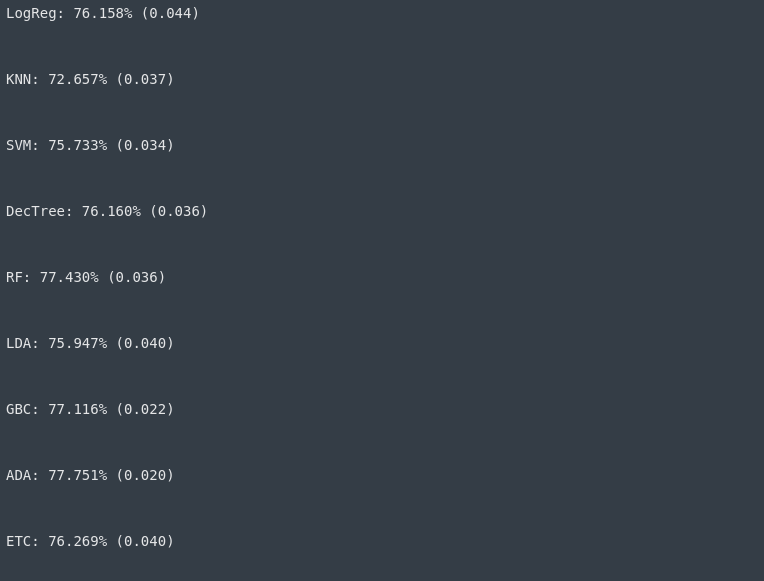 LogReg: 76.158% (0.044)
KNN: 72.657% (0.037)
SVM: 75.733% (0.034)
DecTree: 76.160% (0.036)
RF: 77.430% (0.036)
LDA: 75.947% (0.040)
GBC: 77.116% (0.022)
ADA: 77.751% (0.020)
ETC: 76.269% (0.040)